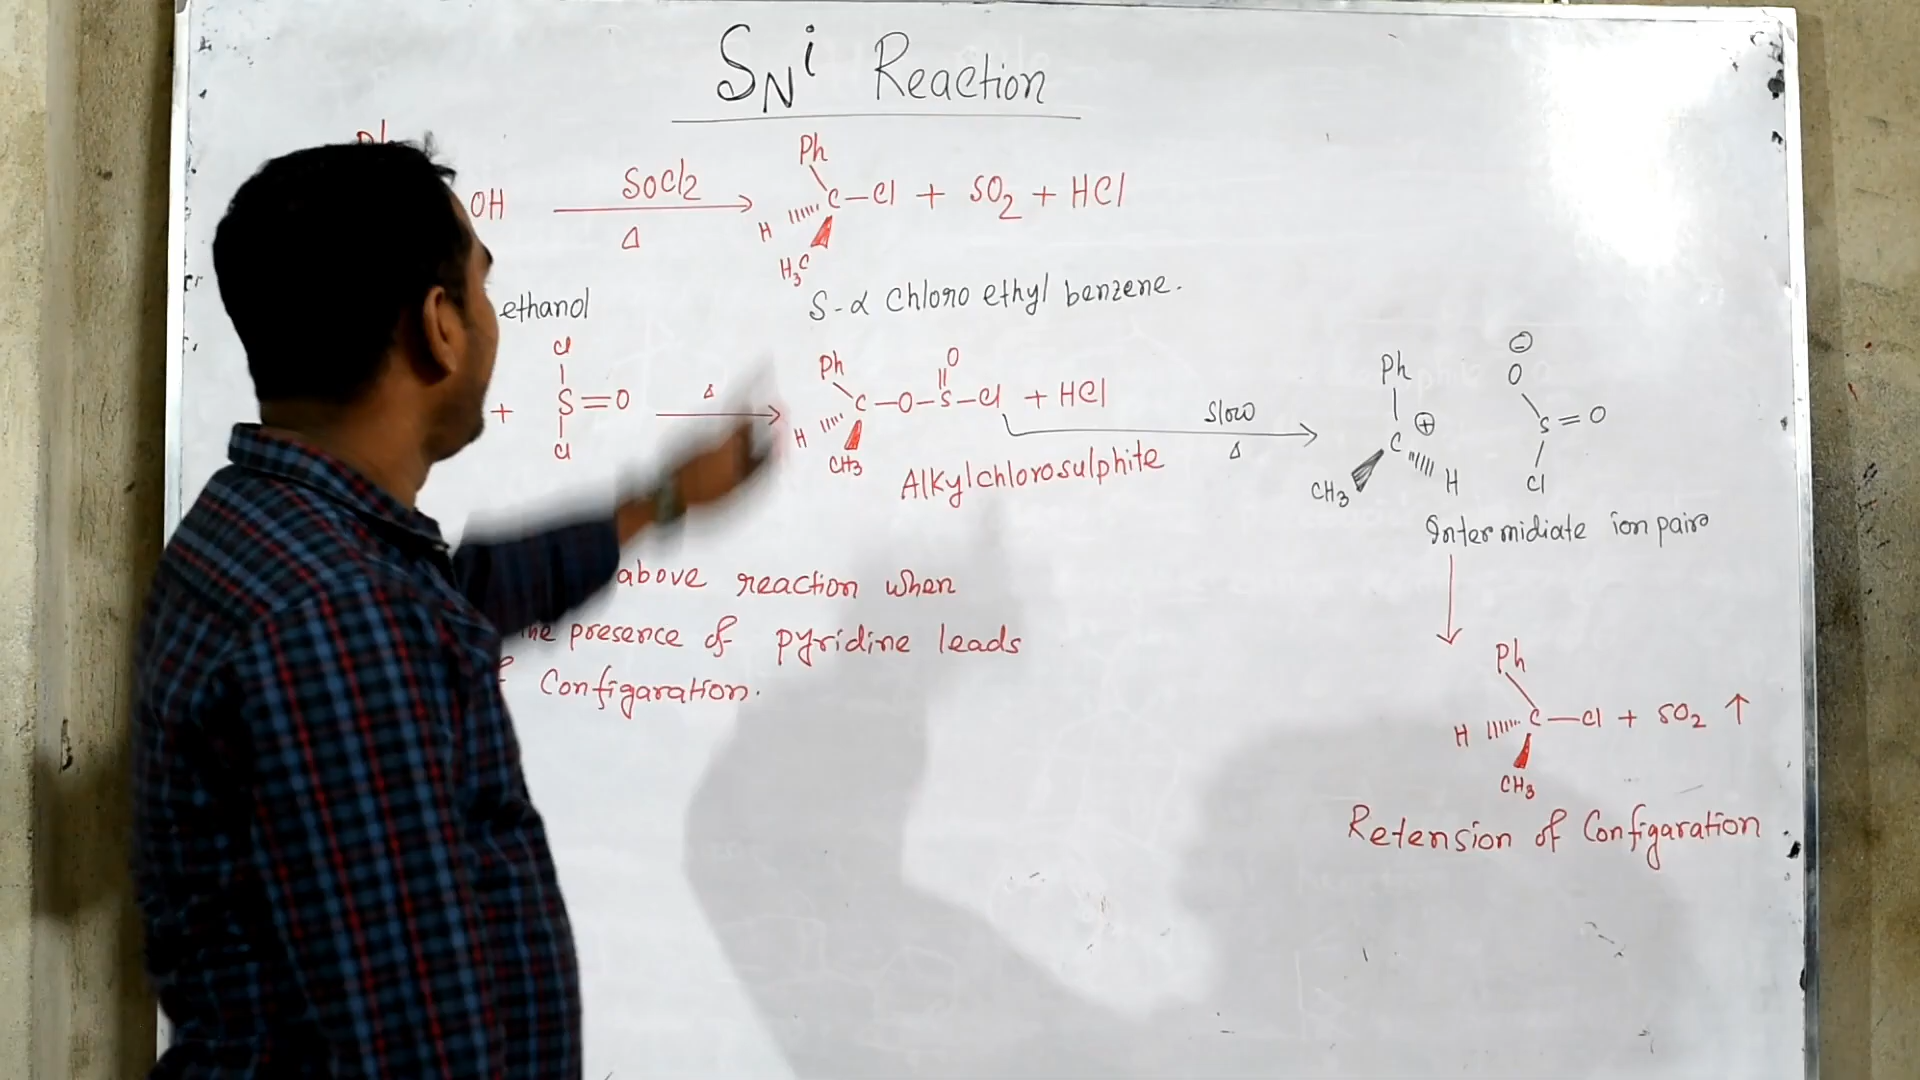 SNi Reaction
Ph
OH SOCl2 Δ
Ph
C-Cl + SO2 + HCl
H
H3C
ethanol
S-α Chloro ethyl benzene.
Cl
+ S=O
Cl
Δ
Ph O
C-O-S-Cl + HCl
H
CH3
Alkylchlorosulphite
Slow
Δ
Ph
C ⊕
CH3 H
⊖
O
S=O
Cl
Intermidiate ion pair
above reaction when
presence of pyridine leads
Configaration.
Ph
H C-Cl + SO2 ↑
CH3
Retension of Configaration